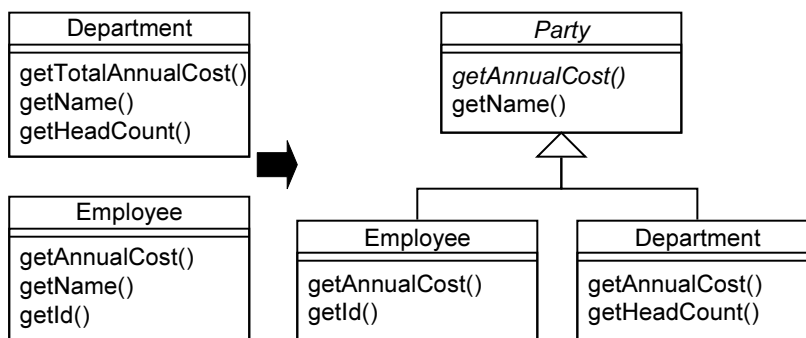 Department
getTotalAnnualCost()
getName()
getHeadCount()
Employee
getAnnualCost()
getName()
getId()
Party
getAnnualCost()
getName()
Employee
getAnnualCost()
getId()
Department
getAnnualCost()
getHeadCount()